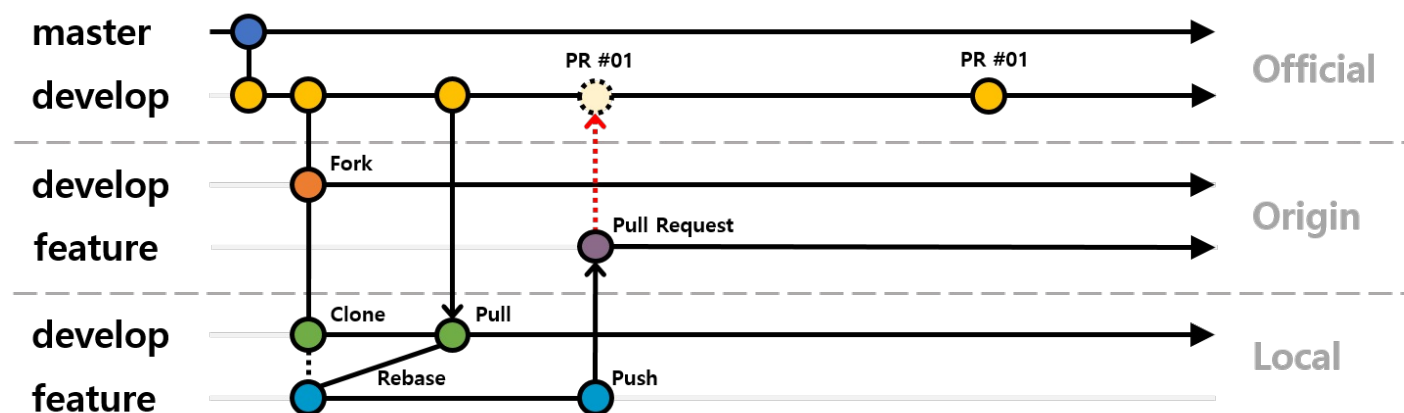 master
PR #01
PR #01
Official
develop
Fork
develop
Pull Request
Origin
feature
Clone
Pull
develop
Local
Rebase
Push
feature